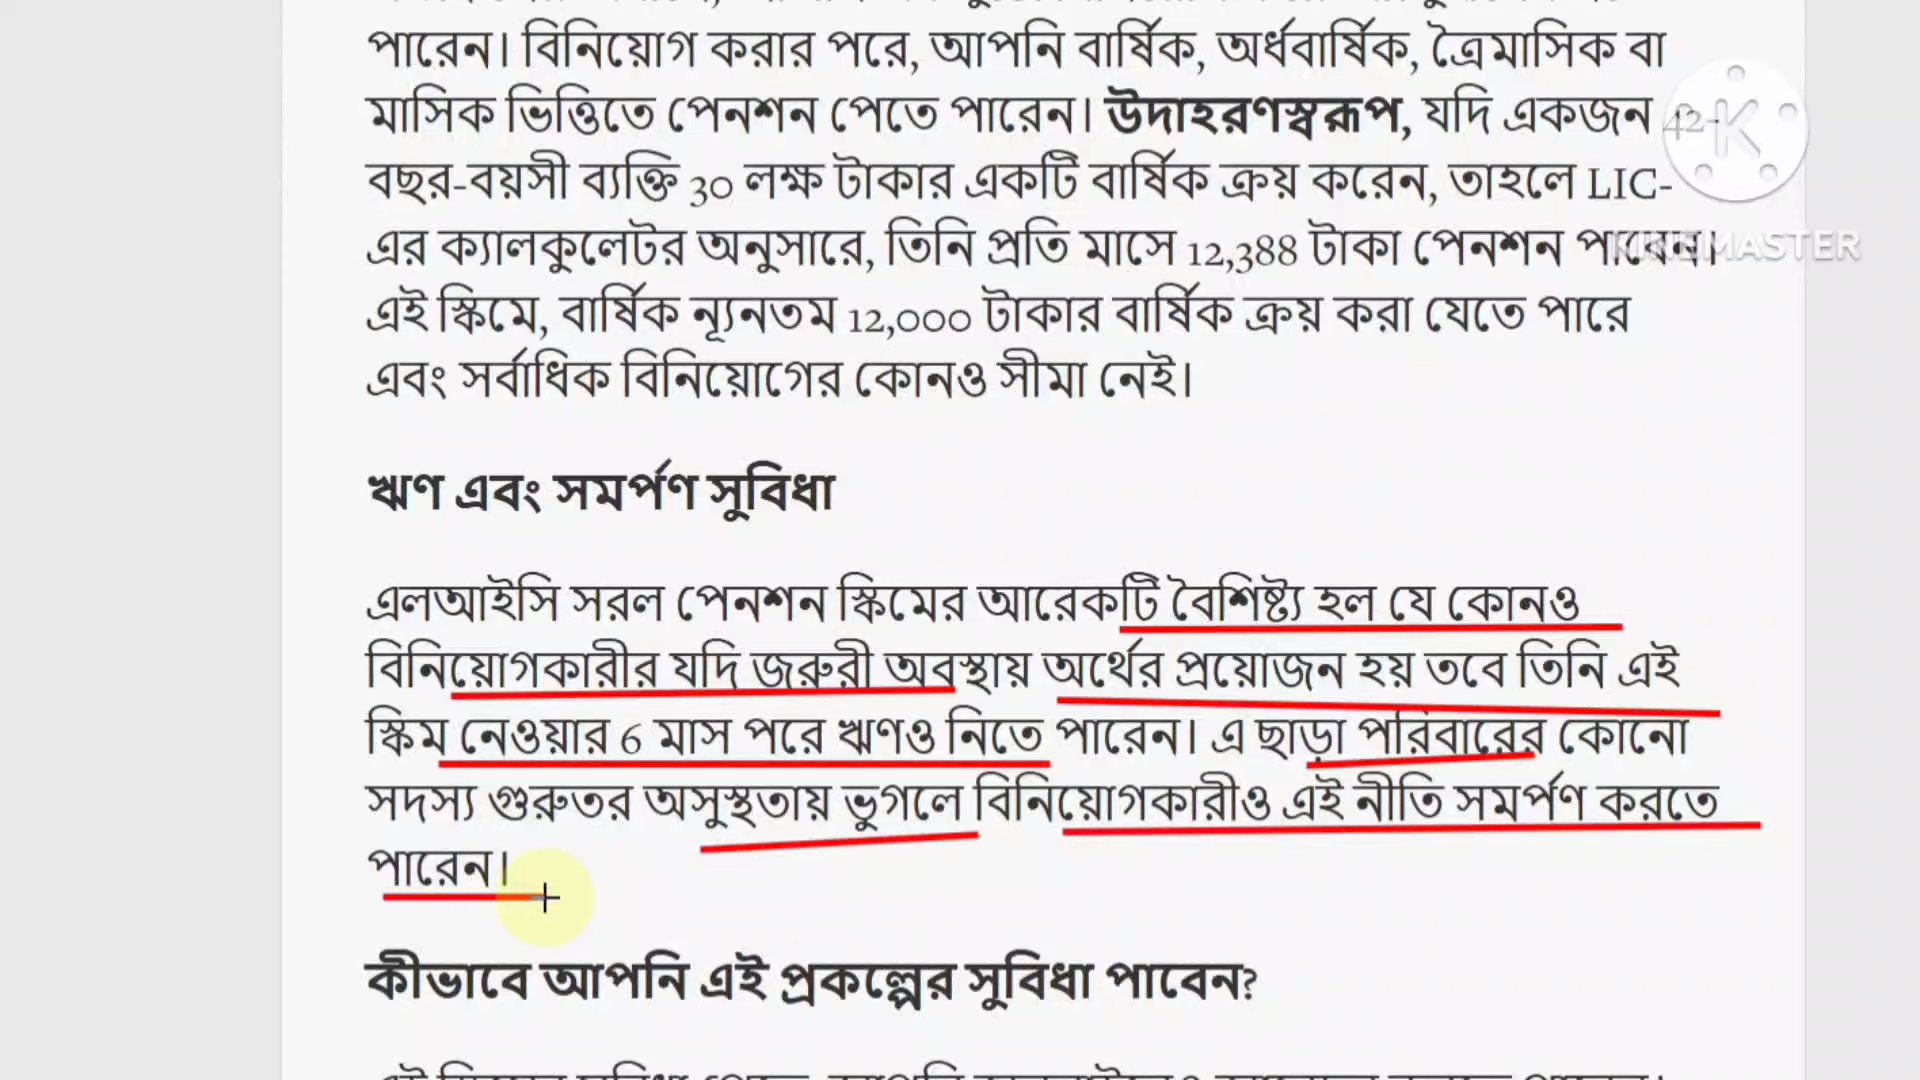 পারেন। বিনিয়োগ করার পরে, আপনি বার্ষিক, অর্ধবার্ষিক, ত্রৈমাসিক বা
মাসিক ভিত্তিতে পেনশন পেতে পারেন। উদাহরণস্বরূপ, যদি একজন 42-
বছর-বয়সী ব্যক্তি 30 লক্ষ টাকার একটি বার্ষিক ক্রয় করেন, তাহলে LIC-
এর ক্যালকুলেটর অনুসারে, তিনি প্রতি মাসে 12,388 টাকা পেনশন পাবেন।
KINEMASTER
এই স্কিমে, বার্ষিক ন্যূনতম 12,000 টাকার বার্ষিক ক্রয় করা যেতে পারে
এবং সর্বাধিক বিনিয়োগের কোনও সীমা নেই।
ঋণ এবং সমর্পণ সুবিধা
এলআইসি সরল পেনশন স্কিমের আরেকটি বৈশিষ্ট্য হল যে কোনও
বিনিয়োগকারীর যদি জরুরী অবস্থায় অর্থের প্রয়োজন হয় তবে তিনি এই
স্কিম নেওয়ার 6 মাস পরে ঋণও নিতে পারেন। এ ছাড়া পরিবারের কোনো
সদস্য গুরুতর অসুস্থতায় ভুগলে বিনিয়োগকারীও এই নীতি সমর্পণ করতে
পারেন।
কীভাবে আপনি এই প্রকল্পের সুবিধা পাবেন?